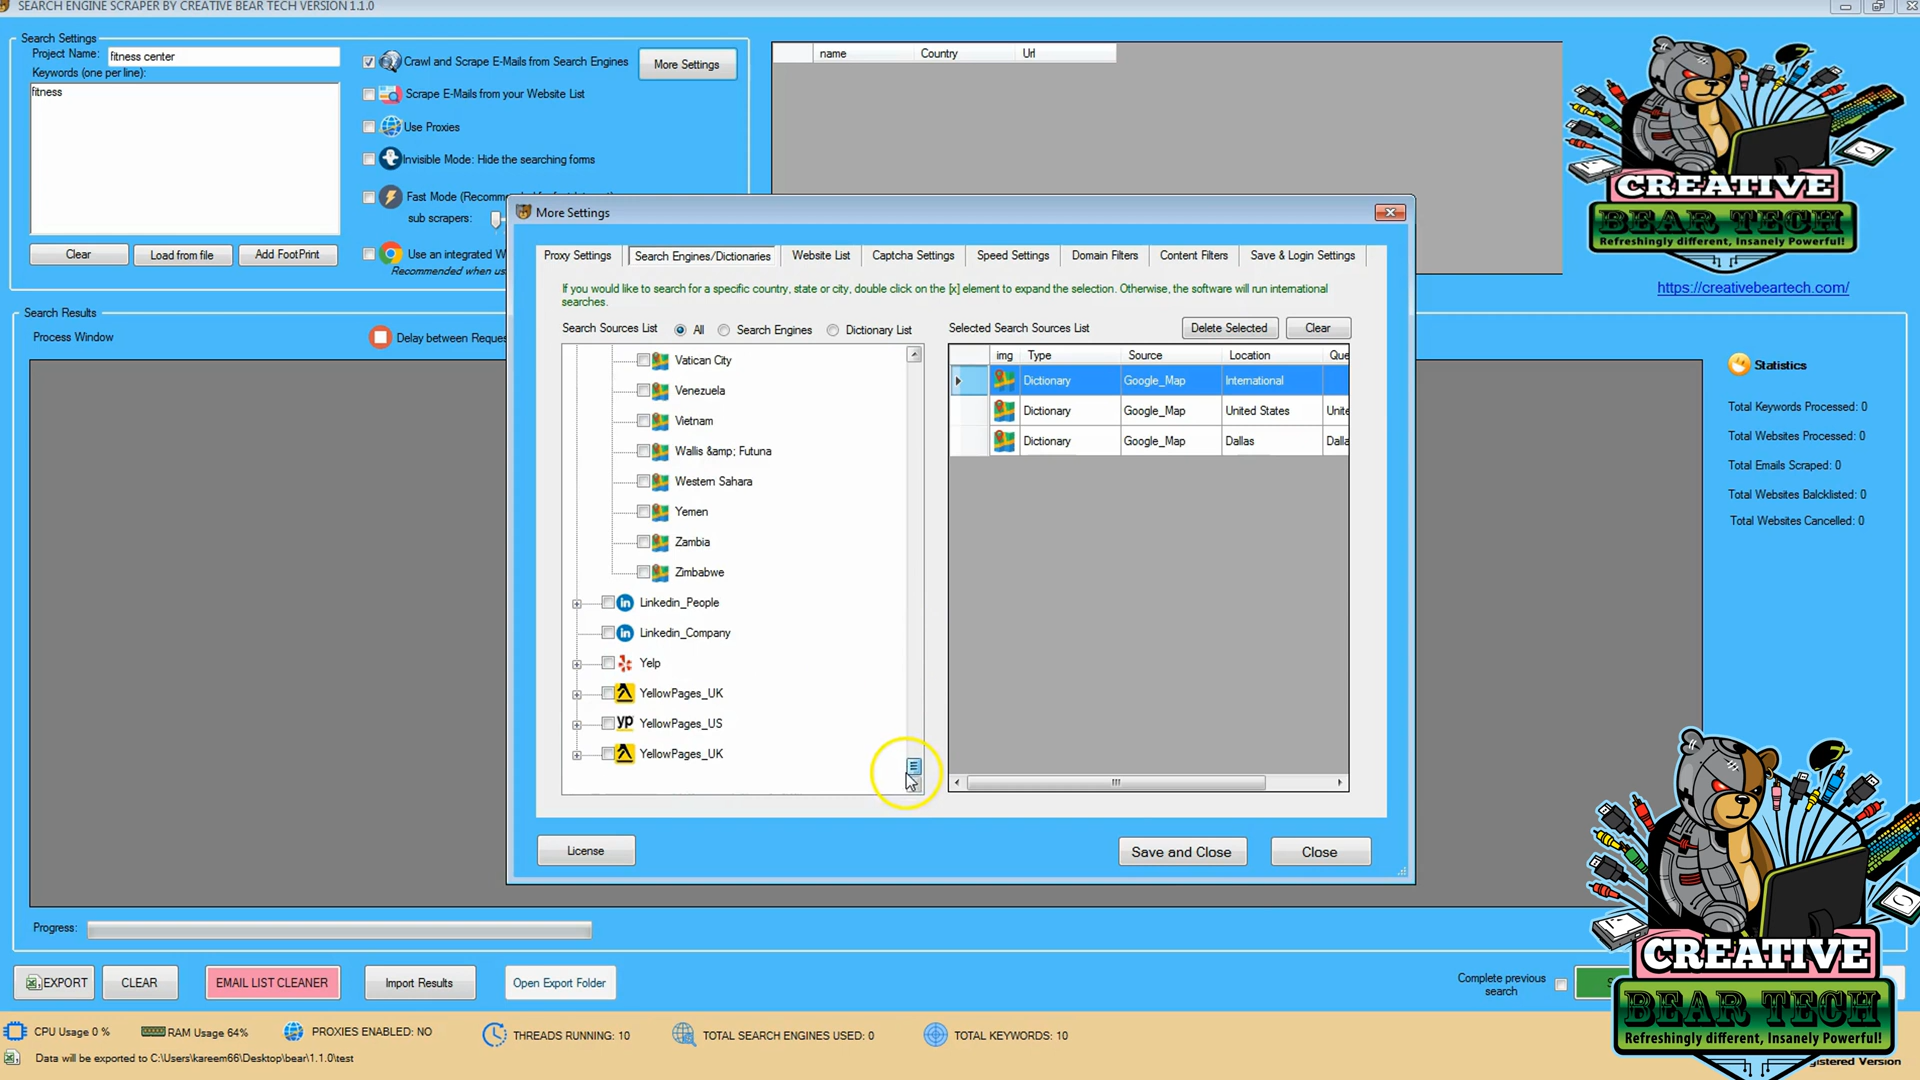 SEARCH ENGINE SCRAPER BY CREATIVE BEAR TECH VERSION 1.1.0
Search Settings
Project Name: fitness center
Keywords (one per line):
fitness
Clear
Load from file
Add FootPrint
Crawl and Scrape E-Mails from Search Engines
More Settings
Scrape E-Mails from your Website List
Use Proxies
Invisible Mode: Hide the searching forms
Fast Mode (Recomm
sub scrapers:
Use an integrated W
Recommended when us
name Country Url
CREATIVE
BEAR TECH
Refreshingly different, Insanely Powerful!
https://creativebeartech.com/
Search Results
Process Window
Delay between Reques
More Settings
Proxy Settings
Search Engines/Dictionaries
Website List
Captcha Settings
Speed Settings
Domain Filters
Content Filters
Save & Login Settings
If you would like to search for a specific country, state or city, double click on the [x] element to expand the selection. Otherwise, the software will run international
searches.
Search Sources List
All
Search Engines
Dictionary List
Vatican City
Venezuela
Vietnam
Wallis &amp; Futuna
Western Sahara
Yemen
Zambia
Zimbabwe
Linkedin_People
Linkedin_Company
Yelp
YellowPages_UK
yp YellowPages_US
YellowPages_UK
Selected Search Sources List
Delete Selected
Clear
img Type Source Location Que
Dictionary Google_Map International
Dictionary Google_Map United States Unite
Dictionary Google_Map Dallas Dalla
License
Save and Close
Close
Statistics
Total Keywords Processed: 0
Total Websites Processed: 0
Total Emails Scraped: 0
Total Websites Balcklisted: 0
Total Websites Cancelled: 0
Progress:
EXPORT
CLEAR
EMAIL LIST CLEANER
Import Results
Open Export Folder
Complete previous
search
CREATIVE
BEAR TECH
Refreshingly different, Insanely Powerful!
CPU Usage 0 %
RAM Usage 64%
PROXIES ENABLED: NO
THREADS RUNNING: 10
TOTAL SEARCH ENGINES USED: 0
TOTAL KEYWORDS: 10
Data will be exported to C:\Users\kareem66\Desktop\bear\1.1.0\test
gistered Version